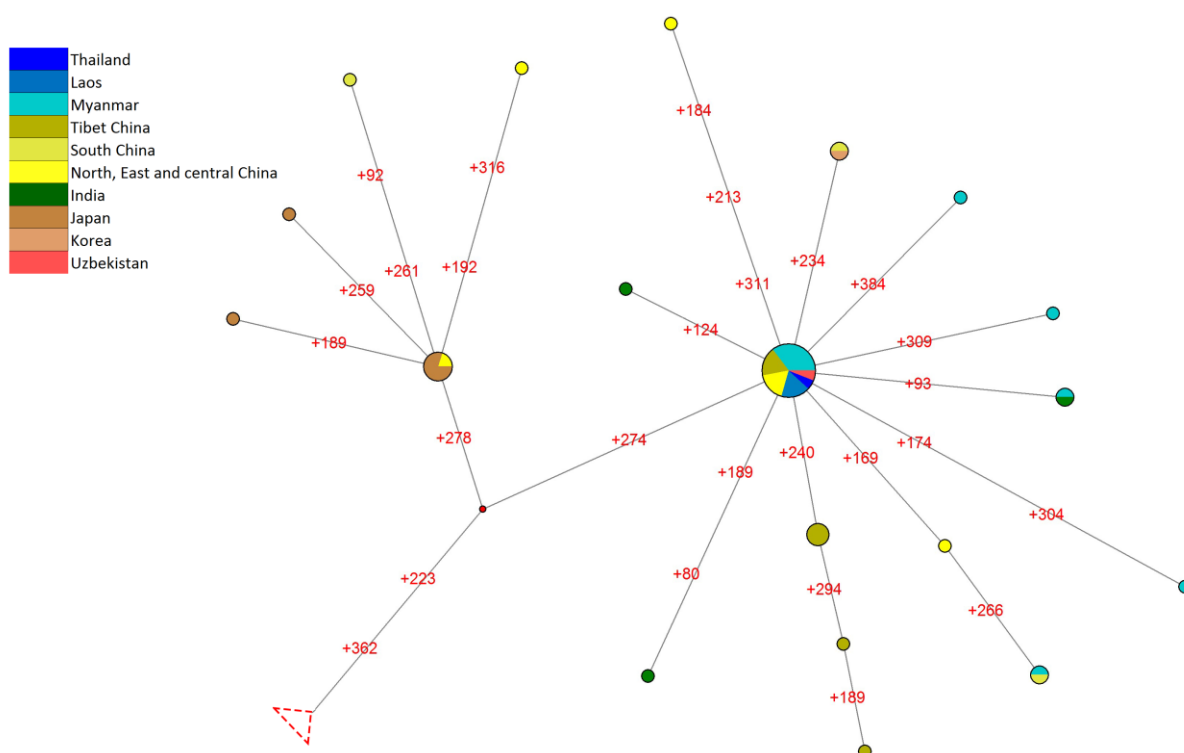 Thailand
Laos
Myanmar
Tibet China
South China
North, East and central China
India
Japan
Korea
Uzbekistan
+184
+316
+92
+213
+234
+192
+261
+311
+384
+259
+124
+189
+309
+93
+278
+274
+174
+240
+169
+189
+304
+80
+223
+294
+266
+362
+189